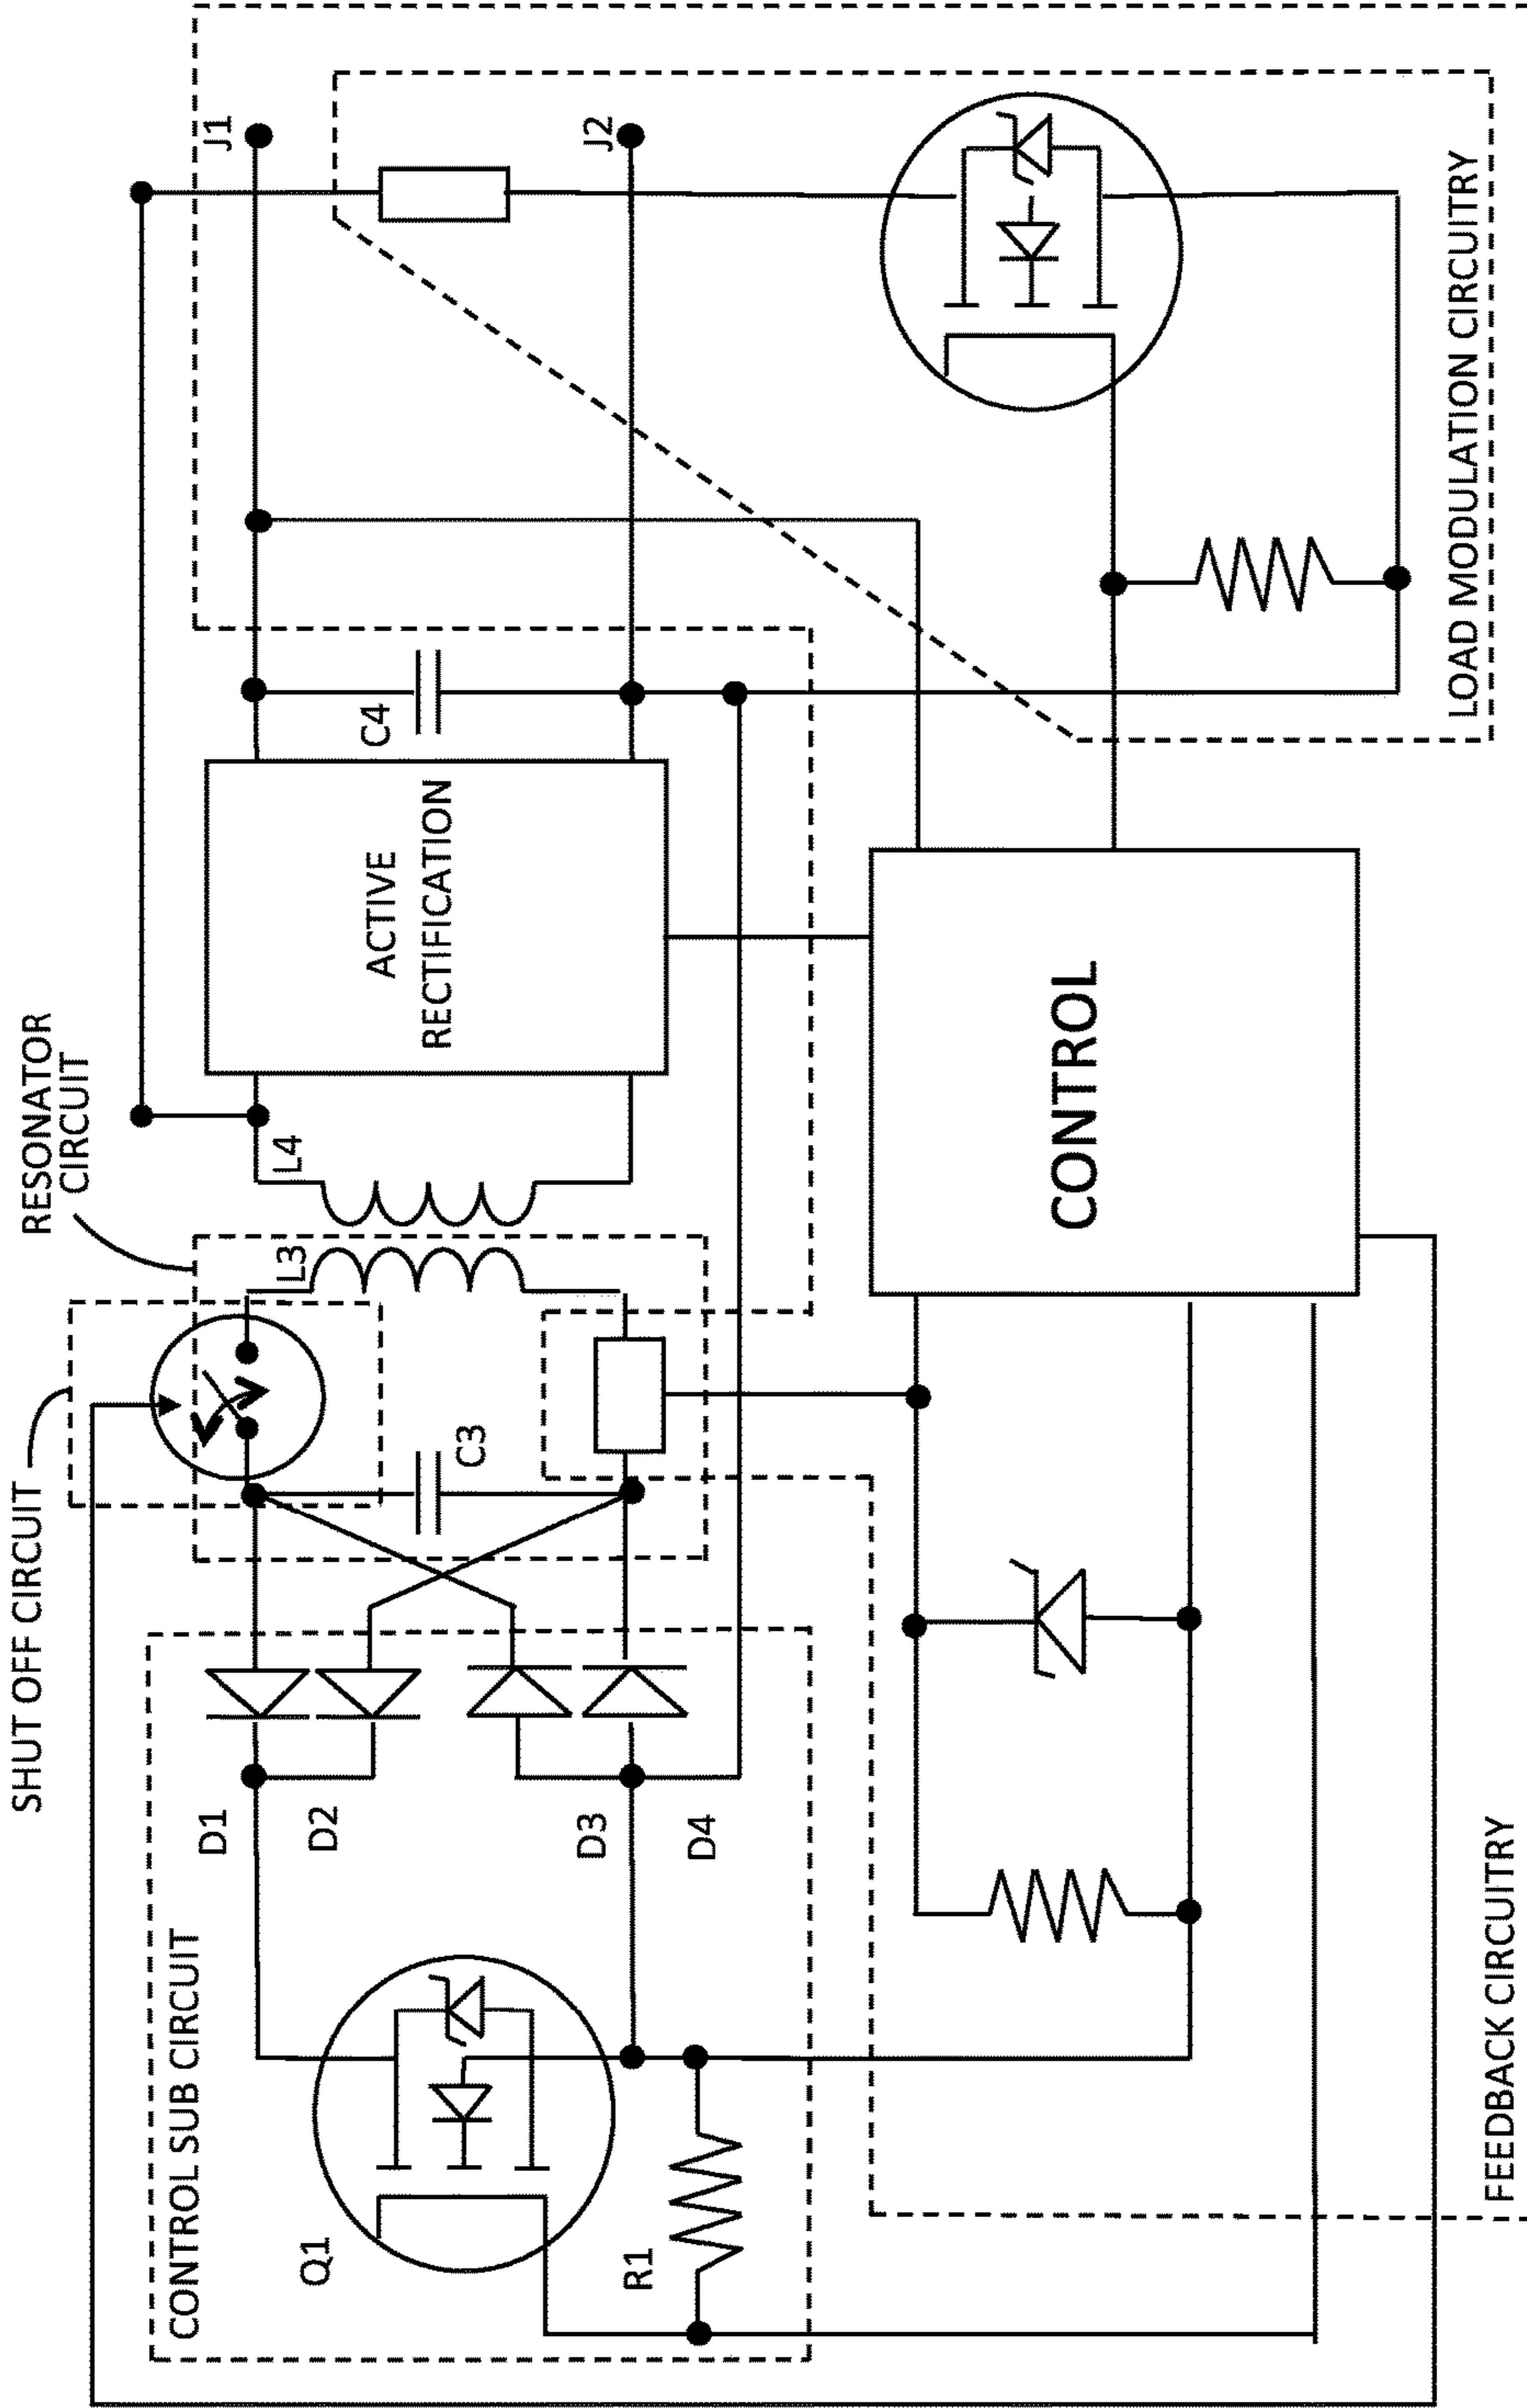 SHUT OFF CIRCUIT
RESONATOR
CIRCUIT
CONTROL SUB CIRCUIT
Q1
R1
D1
D2
D3
D4
C3
L3
L4
ACTIVE
RECTIFICATION
C4
J1
J2
CONTROL
FEEDBACK CIRCUITRY
LOAD MODULATION CIRCUITRY